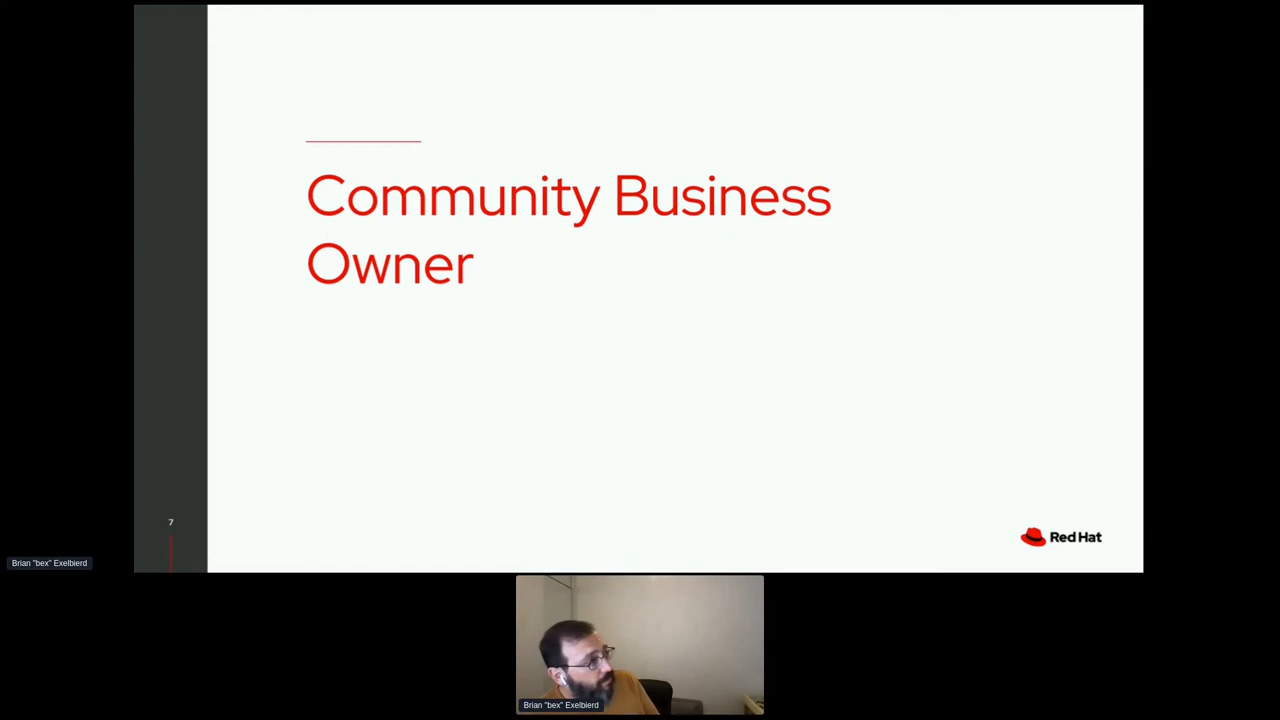 Community Business
Owner
7
Red Hat
Brian "bex" Exelbierd
Brian "bex" Exelbierd